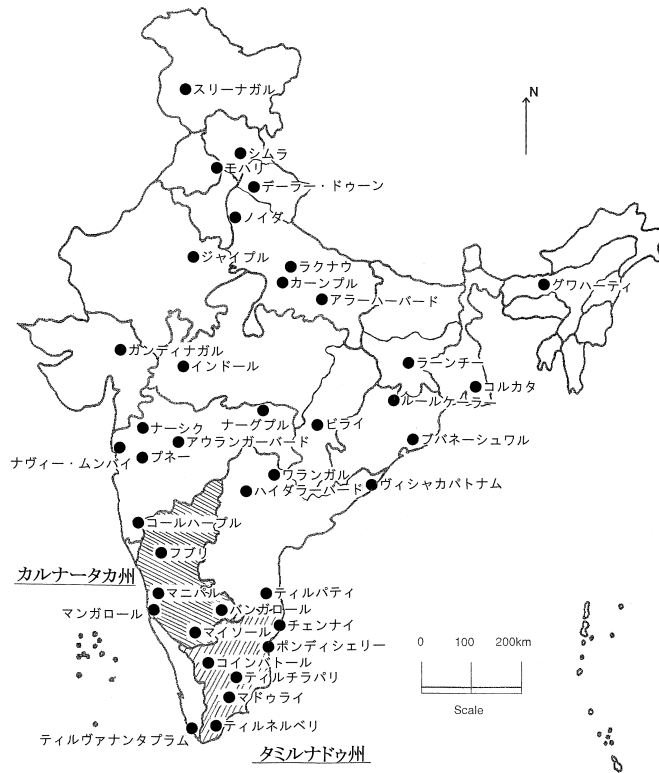 スリーナガル
N
シムラ
モハリ
デーラー・ドゥーン
ノイダ
ジャイプル
ラクナウ
カーンプル
グワハーティ
アラーハーバード
ガンディナガル
インドール
ラーンチー
コルカタ
ルールケーラー
ナーグプル
ナーシク
ビライ
アウランガーバード
ブバネーシュワル
ナヴィー・ムンバイ
プネー
ワランガル
ハイダラーバード
ヴィシャカパトナム
コールハープル
フブリ
カルナータカ州
マニパル
ティルパティ
マンガロール
バンガロール
チェンナイ
マイソール
ポンディシェリー
0 100 200km
コインバトール
ティルチラパリ
マドゥライ
Scale
ティルネルベリ
ティルヴァナンタプラム
タミルナドゥ州